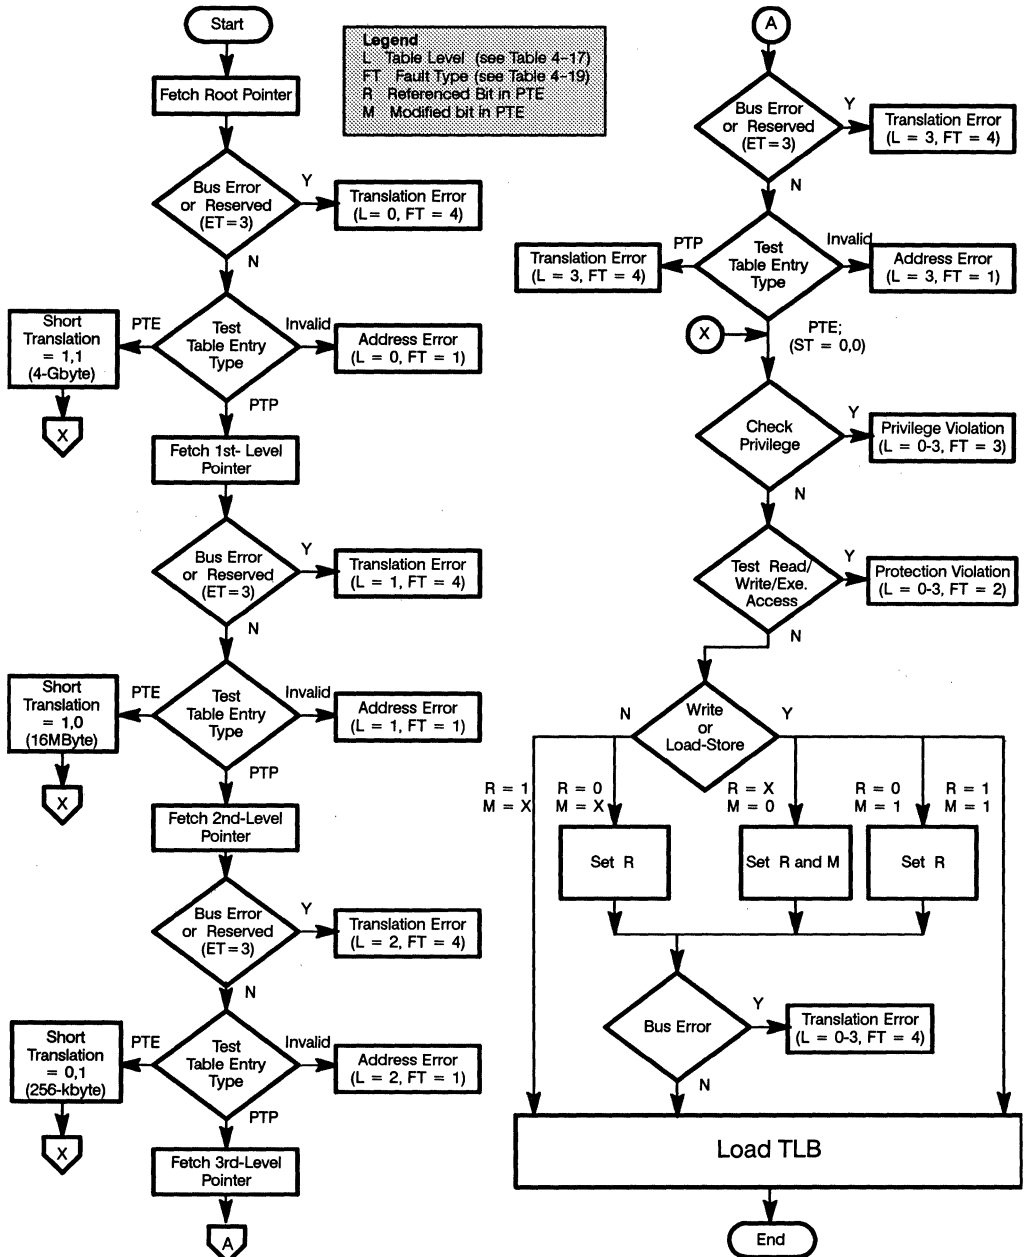 Start
Legend
L Table Level (see Table 4-17)
FT Fault Type (see Table 4-19)
R Referenced Bit in PTE
M Modified bit in PTE
Fetch Root Pointer
Bus Error
or Reserved
(ET=3)
Y
Translation Error
(L= 0, FT = 4)
N
Short
Translation
= 1,1
(4-Gbyte)
PTE
Test
Table Entry
Type
Invalid
Address Error
(L = 0, FT = 1)
X
PTP
Fetch 1st- Level
Pointer
Bus Error
or Reserved
(ET=3)
Y
Translation Error
(L = 1, FT = 4)
N
Short
Translation
= 1,0
(16MByte)
PTE
Test
Table Entry
Type
Invalid
Address Error
(L = 1, FT = 1)
X
PTP
Fetch 2nd-Level
Pointer
Bus Error
or Reserved
(ET=3)
Y
Translation Error
(L = 2, FT = 4)
N
Short
Translation
= 0,1
(256-kbyte)
PTE
Test
Table Entry
Type
Invalid
Address Error
(L = 2, FT = 1)
X
PTP
Fetch 3rd-Level
Pointer
A
A
Bus Error
or Reserved
(ET=3)
Y
Translation Error
(L = 3, FT = 4)
N
Translation Error
(L = 3, FT = 4)
PTP
Test
Table Entry
Type
Invalid
Address Error
(L = 3, FT = 1)
X
PTE;
(ST = 0,0)
Check
Privilege
Y
Privilege Violation
(L = 0-3, FT = 3)
N
Test Read/
Write/Exe.
Access
Y
Protection Violation
(L = 0-3, FT = 2)
N
N
Write
or
Load-Store
Y
R = 1
M = X
R = 0
M = X
R = X
M = 0
R = 0
M = 1
R = 1
M = 1
Set R
Set R and M
Set R
Bus Error
Y
Translation Error
(L = 0-3, FT = 4)
N
Load TLB
End